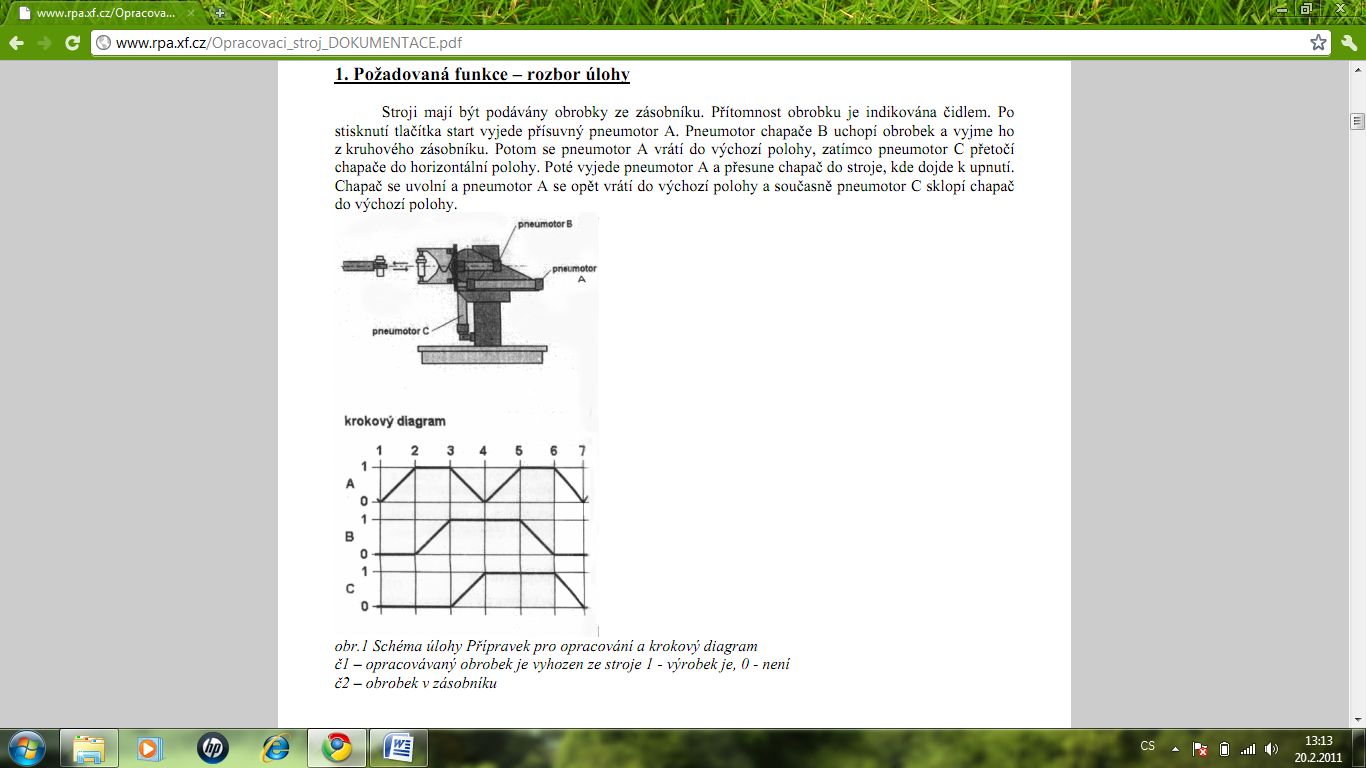 www.rpa.xf.cz/Opracova...
www.rpa.xf.cz/Opracovaci_stroj_DOKUMENTACE.pdf
1. Požadovaná funkce – rozbor úlohy
Stroji mají být podávány obrobky ze zásobníku. Přítomnost obrobku je indikována čidlem. Po
stisknutí tlačítka start vyjede přísuvný pneumotor A. Pneumotor chapače B uchopí obrobek a vyjme ho
z kruhového zásobníku. Potom se pneumotor A vrátí do výchozí polohy, zatímco pneumotor C přetočí
chapače do horizontální polohy. Poté vyjede pneumotor A a přesune chapač do stroje, kde dojde k upnutí.
Chapač se uvolní a pneumotor A se opět vrátí do výchozí polohy a současně pneumotor C sklopí chapač
do výchozí polohy.
pneumotor B
pneumotor
A
pneumotor C
krokový diagram
1 2 3 4 5 6 7
1
A
0
1
B
0
1
C
0
obr.1 Schéma úlohy Přípravek pro opracování a krokový diagram
č1 – opracovávaný obrobek je vyhozen ze stroje 1 - výrobek je, 0 - není
č2 – obrobek v zásobníku
hp
CS
13:13
20.2.2011